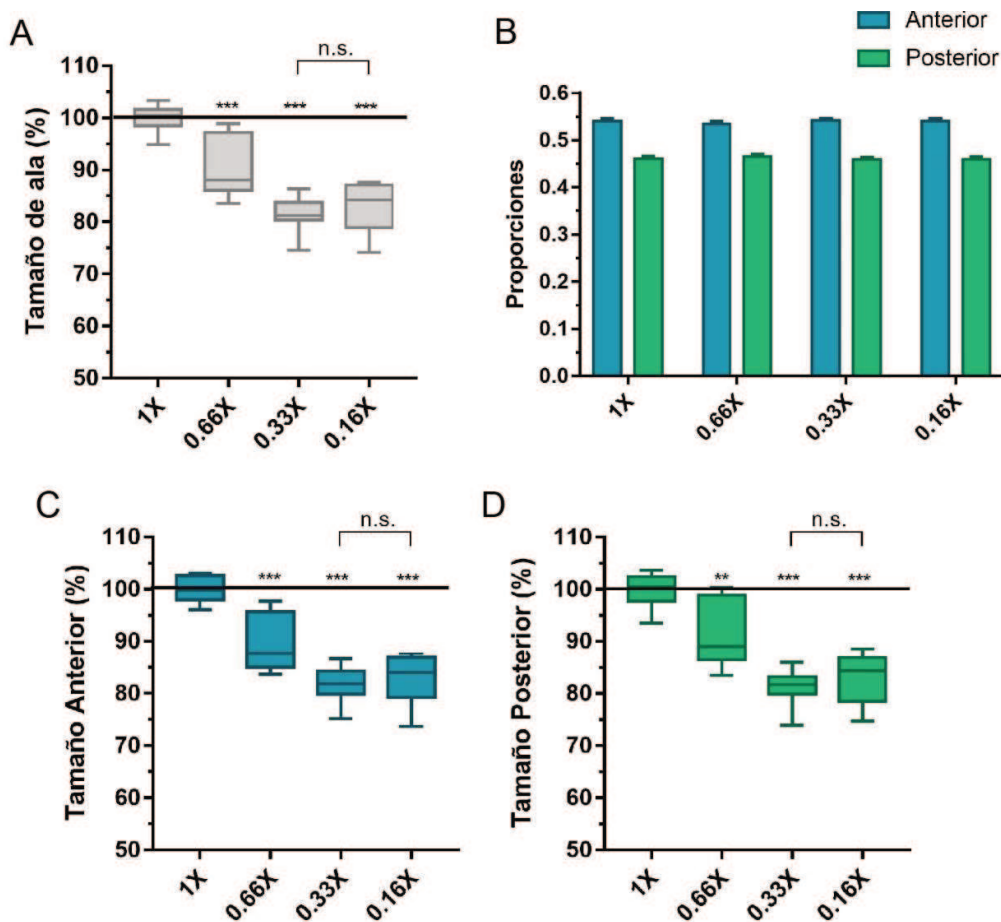 A
n.s.
110
100
90
80
70
60
50
*** *** ***
Tamaño de ala (%)
1X 0.66X 0.33X 0.16X
B
Anterior
Posterior
0.6
0.5
0.4
0.3
0.2
0.1
0.0
Proporciones
1X 0.66X 0.33X 0.16X
C
n.s.
110
100
90
80
70
60
50
*** *** ***
Tamaño Anterior (%)
1X 0.66X 0.33X 0.16X
D
n.s.
110
100
90
80
70
60
50
** *** ***
Tamaño Posterior (%)
1X 0.66X 0.33X 0.16X